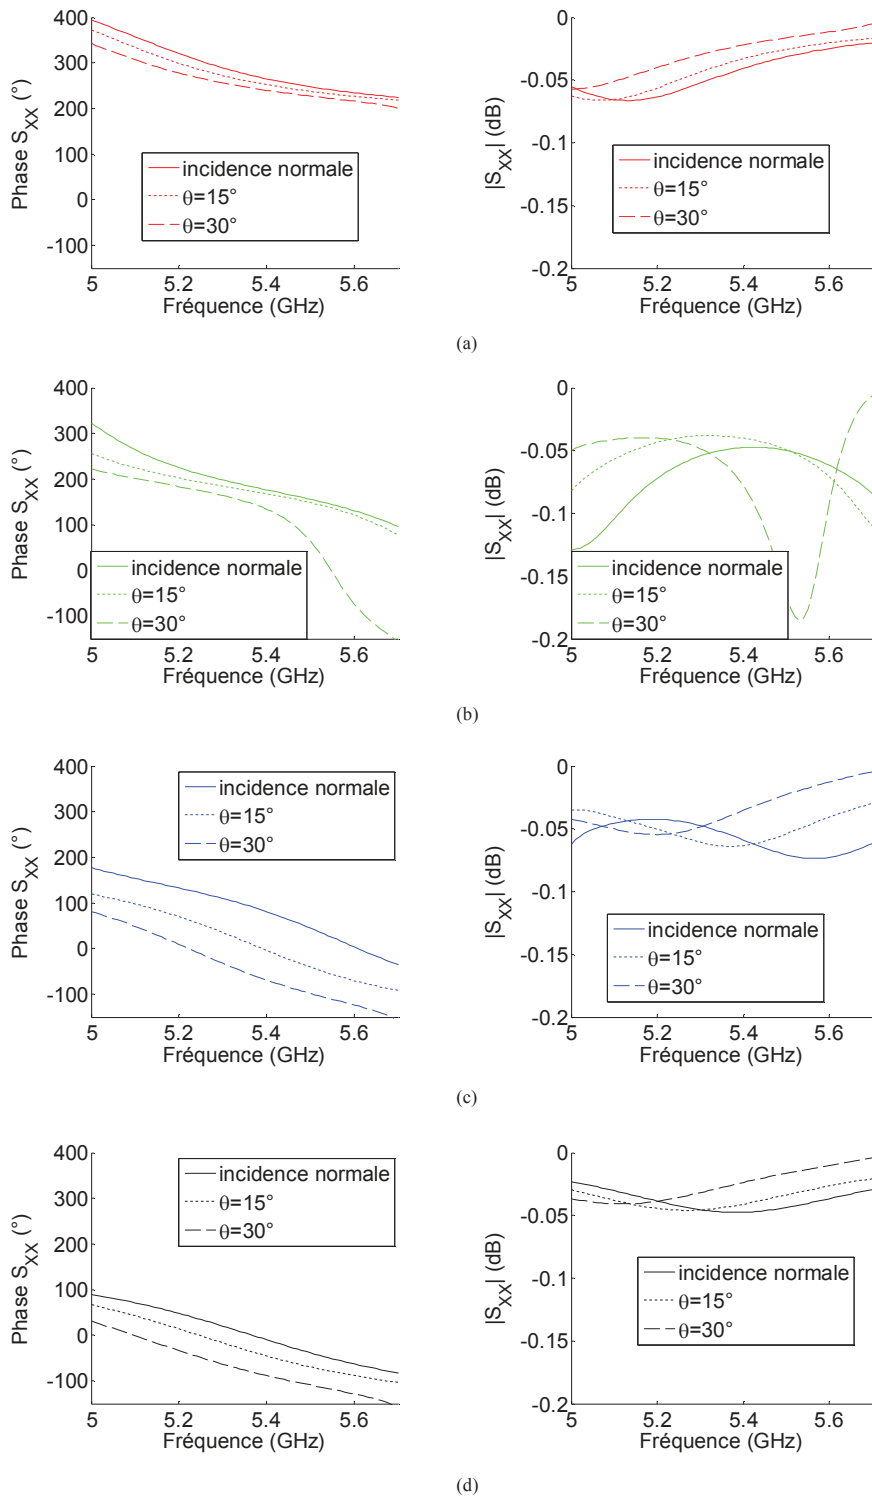 400
300
200
100
0
-100
Phase S_XX (°)
incidence normale
θ=15°
θ=30°
5
5.2
5.4
5.6
Fréquence (GHz)
0
-0.05
-0.1
-0.15
-0.2
|S_XX| (dB)
incidence normale
θ=15°
θ=30°
5
5.2
5.4
5.6
Fréquence (GHz)
(a)
400
300
200
100
0
-100
Phase S_XX (°)
incidence normale
θ=15°
θ=30°
5
5.2
5.4
5.6
Fréquence (GHz)
0
-0.05
-0.1
-0.15
-0.2
|S_XX| (dB)
incidence normale
θ=15°
θ=30°
5
5.2
5.4
5.6
Fréquence (GHz)
(b)
400
300
200
100
0
-100
Phase S_XX (°)
incidence normale
θ=15°
θ=30°
5
5.2
5.4
5.6
Fréquence (GHz)
0
-0.05
-0.1
-0.15
-0.2
|S_XX| (dB)
incidence normale
θ=15°
θ=30°
5
5.2
5.4
5.6
Fréquence (GHz)
(c)
400
300
200
100
0
-100
Phase S_XX (°)
incidence normale
θ=15°
θ=30°
5
5.2
5.4
5.6
Fréquence (GHz)
0
-0.05
-0.1
-0.15
-0.2
|S_XX| (dB)
incidence normale
θ=15°
θ=30°
5
5.2
5.4
5.6
Fréquence (GHz)
(d)